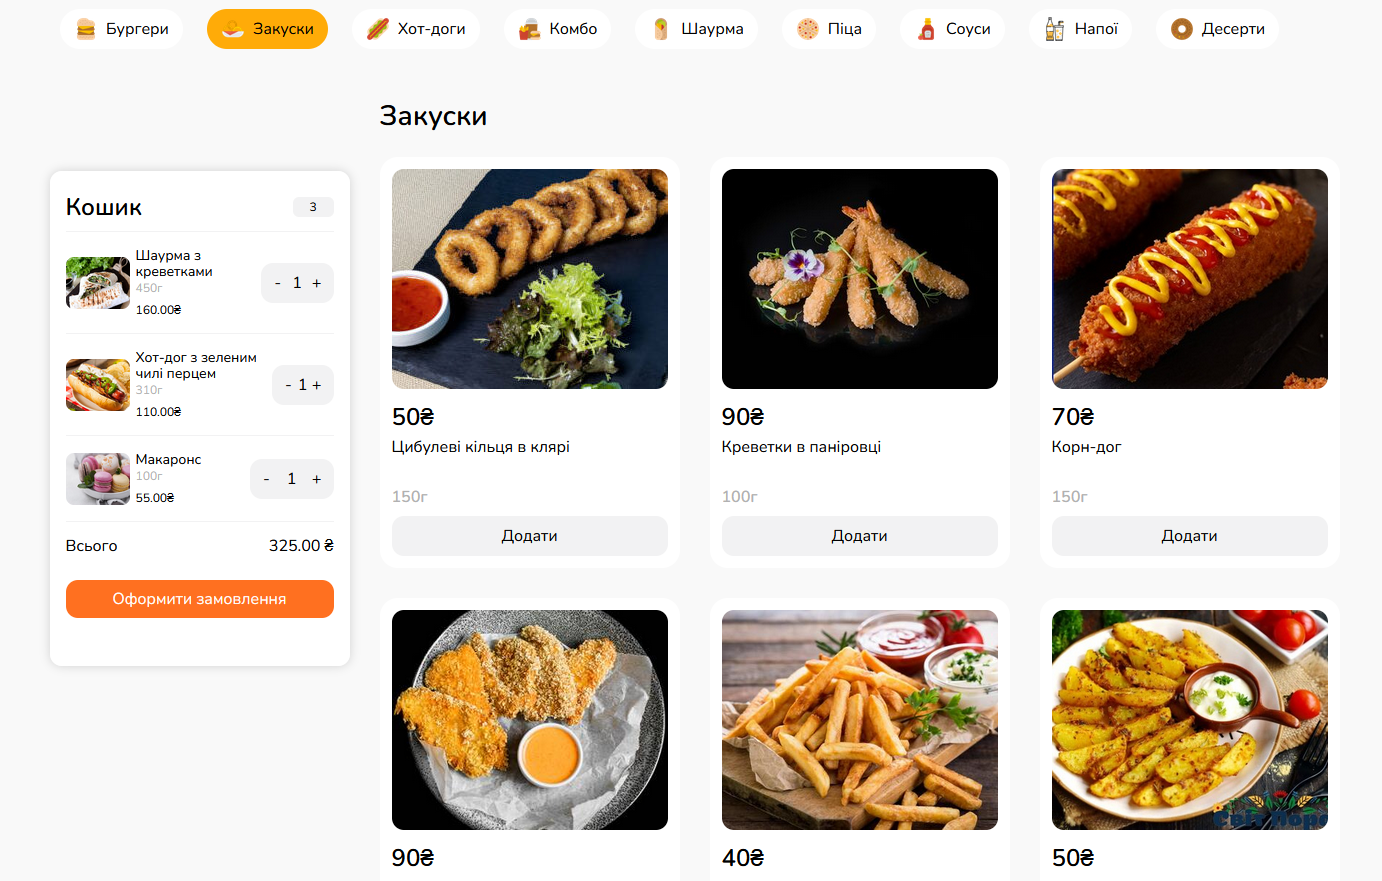 Бургери
Закуски
Хот-доги
Комбо
Шаурма
Піца
Соуси
Напої
Десерти
Закуски
Кошик
3
Шаурма з
креветками
450г
160.00₴
- 1 +
Хот-дог з зеленим
чилі перцем
310г
110.00₴
- 1 +
Макаронс
100г
55.00₴
- 1 +
Всього 325.00 ₴
Оформити замовлення
50₴
Цибулеві кільця в клярі
150г
Додати
90₴
Креветки в паніровці
100г
Додати
70₴
Корн-дог
150г
Додати
90₴
40₴
50₴